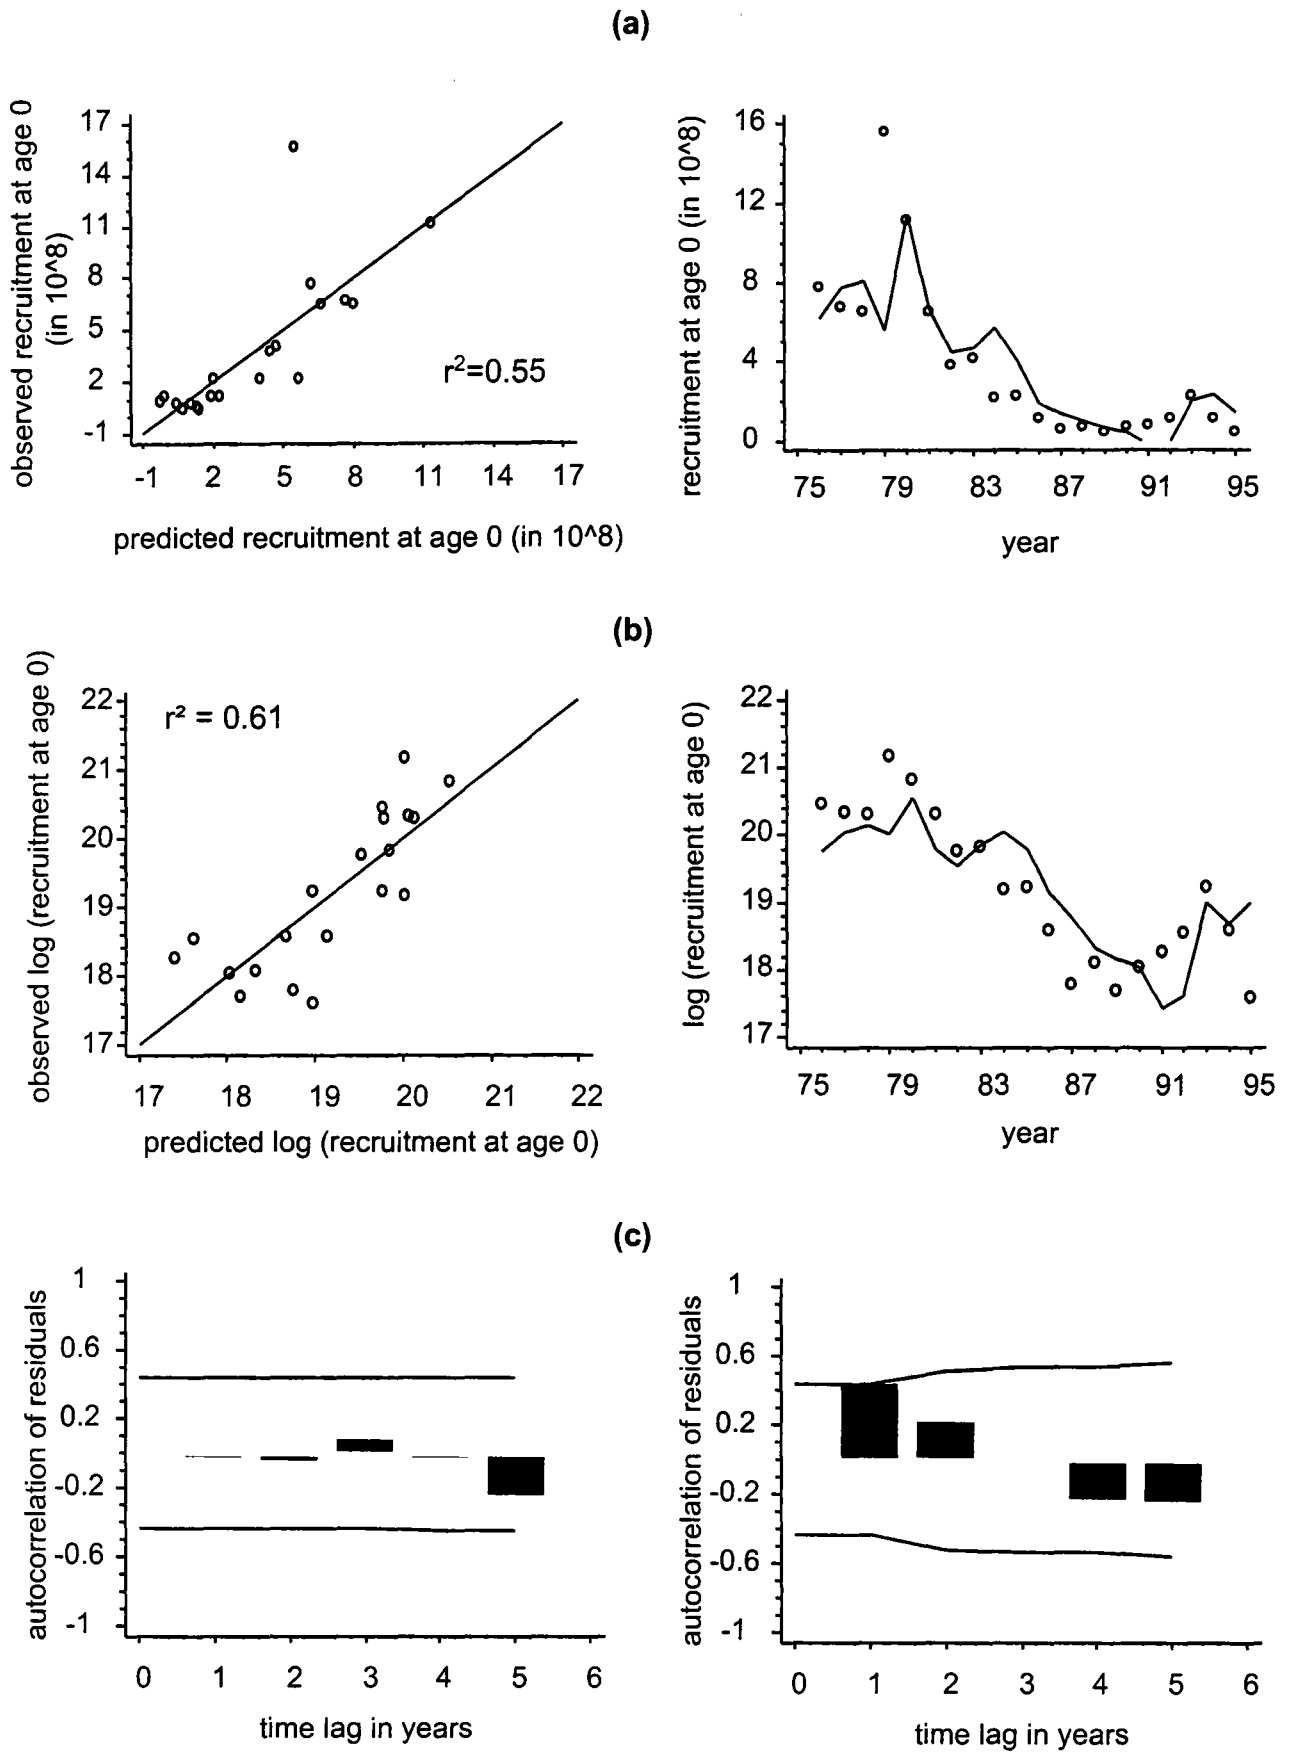 (a)
observed recruitment at age 0
(in 10^8)
17
14
11
8
5
2
-1
r²=0.55
-1 2 5 8 11 14 17
predicted recruitment at age 0 (in 10^8)
recruitment at age 0 (in 10^8)
16
12
8
4
0
75 79 83 87 91 95
year
(b)
observed log (recruitment at age 0)
22
21
20
19
18
17
r² = 0.61
17 18 19 20 21 22
predicted log (recruitment at age 0)
log (recruitment at age 0)
22
21
20
19
18
17
75 79 83 87 91 95
year
(c)
autocorrelation of residuals
1
0.6
0.2
-0.2
-0.6
-1
0 1 2 3 4 5 6
time lag in years
autocorrelation of residuals
1
0.6
0.2
-0.2
-0.6
-1
0 1 2 3 4 5 6
time lag in years